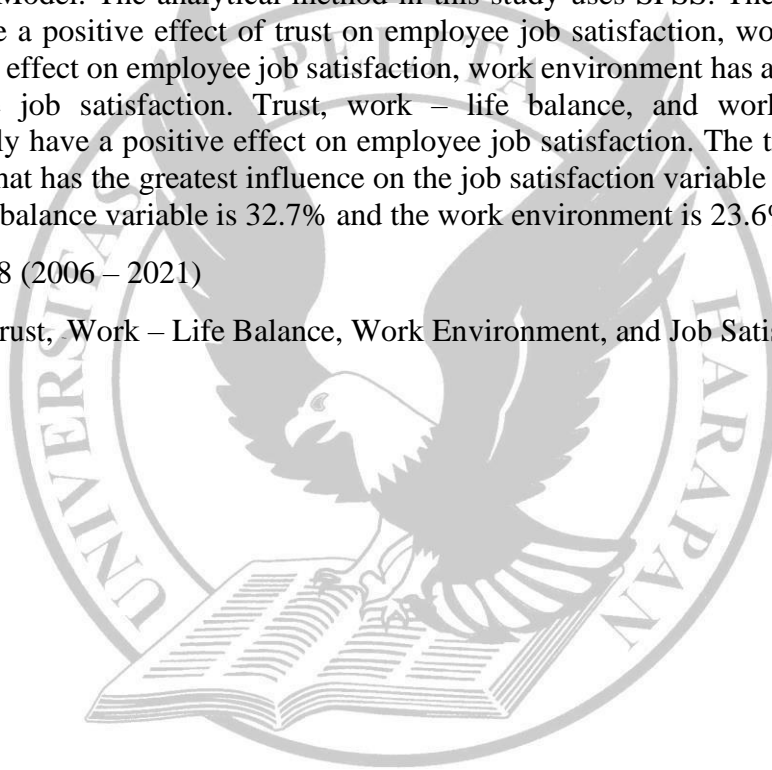 Model. The analytical method in this study uses SPSS. The
e a positive effect of trust on employee job satisfaction, wo
effect on employee job satisfaction, work environment has a
job satisfaction. Trust, work – life balance, and work
ly have a positive effect on employee job satisfaction. The t
hat has the greatest influence on the job satisfaction variable
balance variable is 32.7% and the work environment is 23.6%
8 (2006 – 2021)
rust, Work – Life Balance, Work Environment, and Job Satis
UNIVERSITAS PELITA HARAPAN